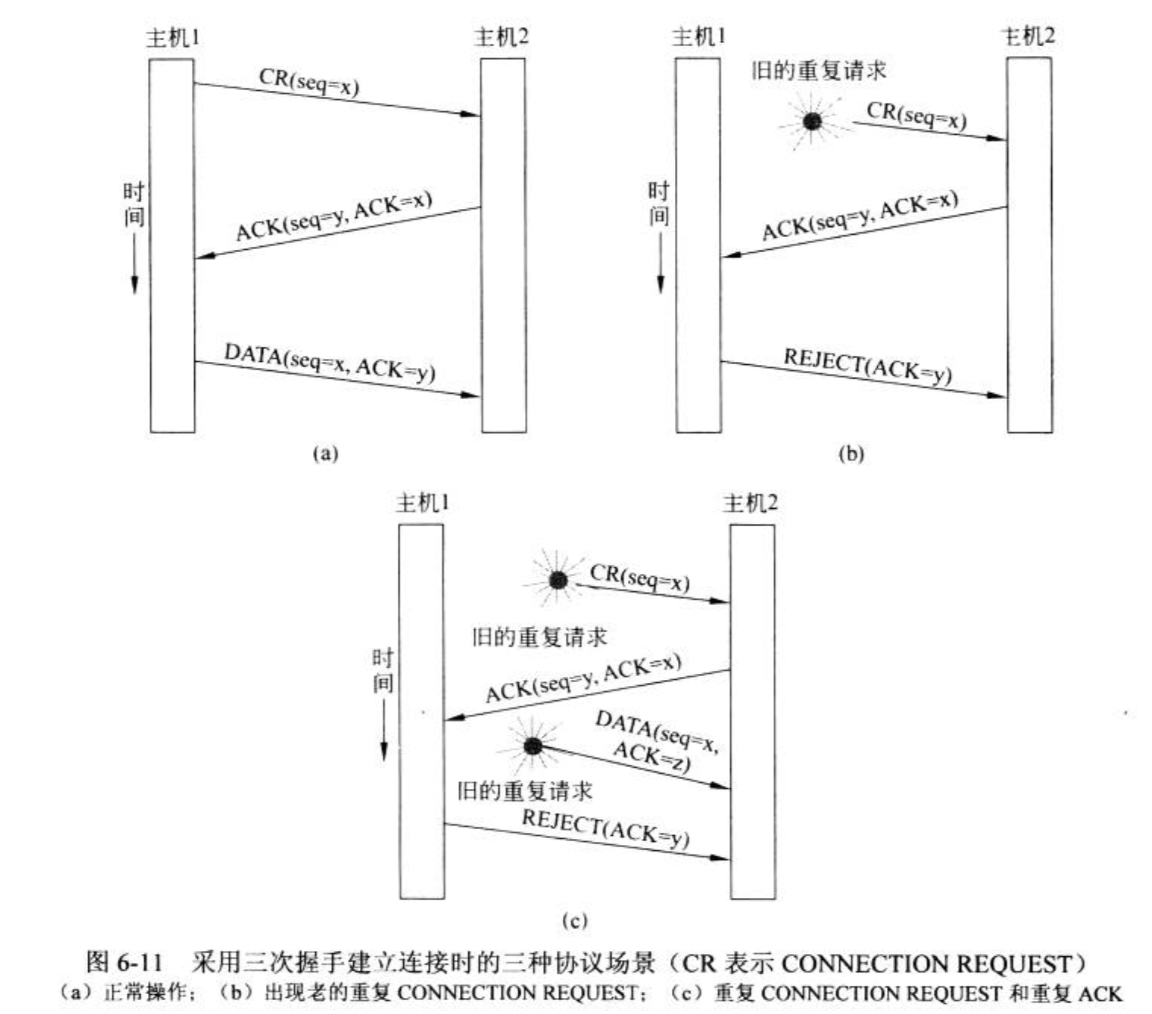 主机1
主机2
CR(seq=x)
时间
ACK(seq=y, ACK=x)
DATA(seq=x, ACK=y)
(a)
主机1
主机2
旧的重复请求
CR(seq=x)
时间
ACK(seq=y, ACK=x)
REJECT(ACK=y)
(b)
主机1
主机2
CR(seq=x)
旧的重复请求
时间
ACK(seq=y, ACK=x)
DATA(seq=x,
ACK=z)
旧的重复请求
REJECT(ACK=y)
(c)
图 6-11 采用三次握手建立连接时的三种协议场景（CR 表示 CONNECTION REQUEST）
（a）正常操作；（b）出现老的重复 CONNECTION REQUEST；（c）重复 CONNECTION REQUEST 和重复 ACK